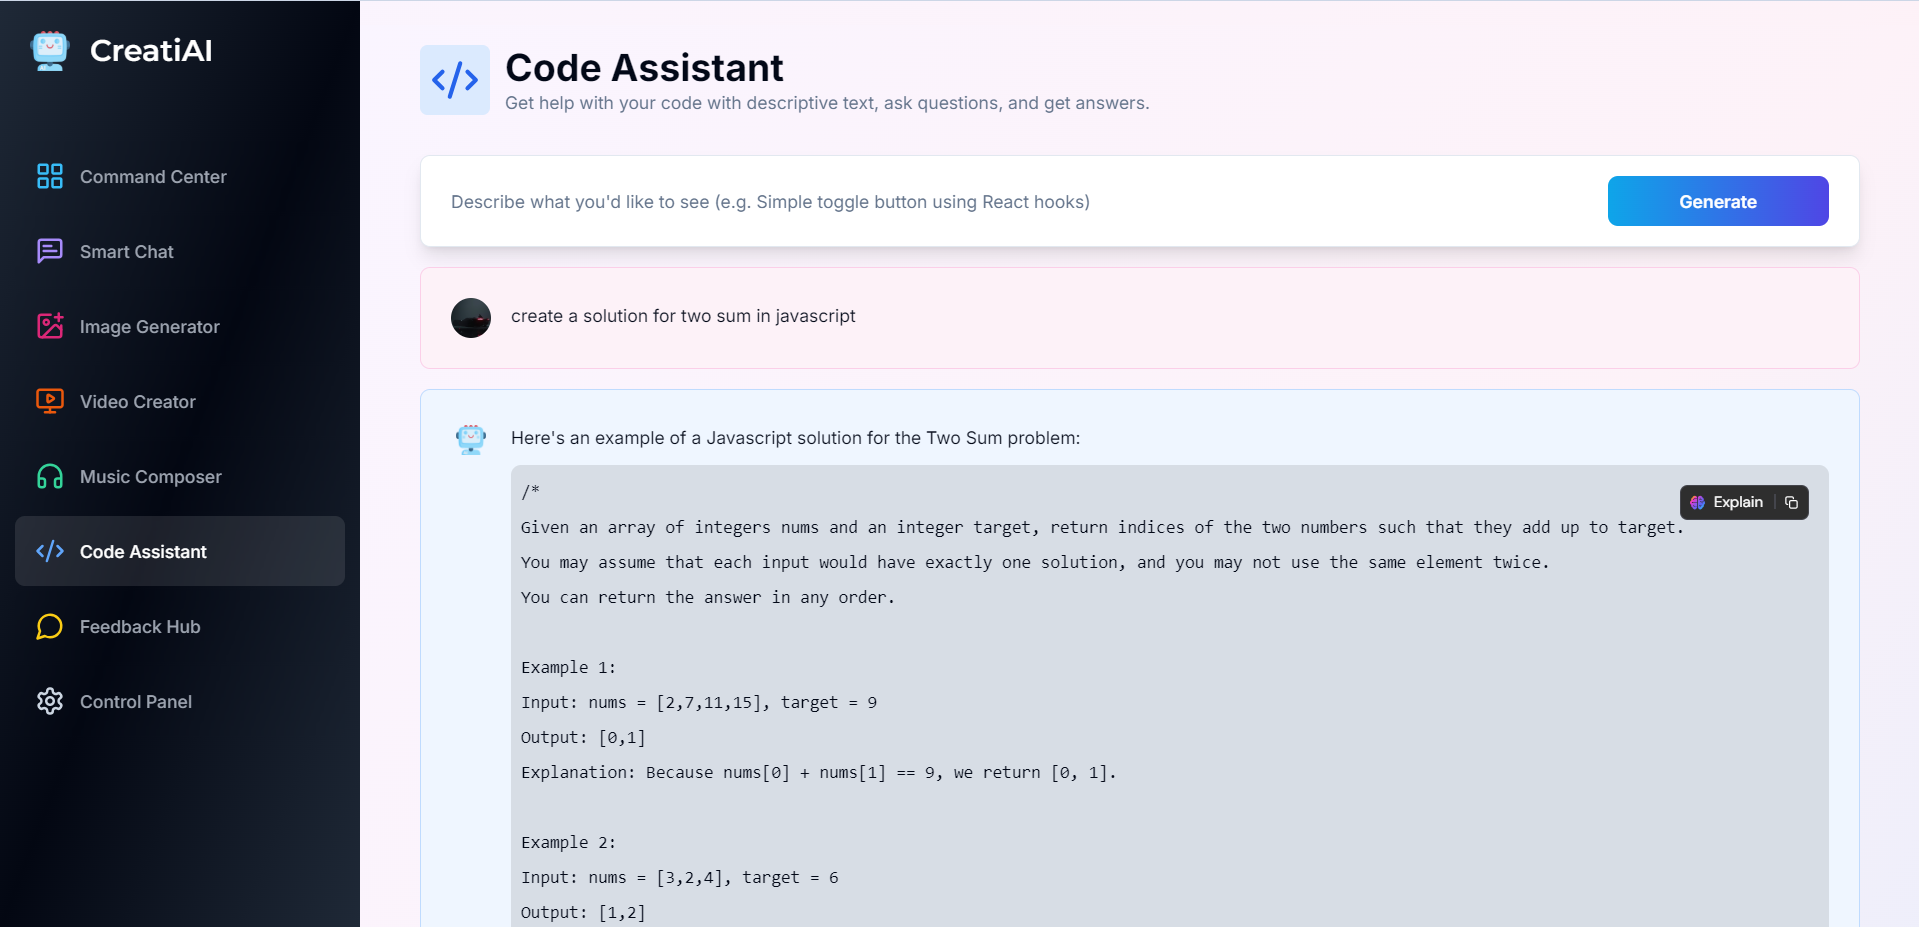 CreatiAI
Command Center
Smart Chat
Image Generator
Video Creator
Music Composer
Code Assistant
Feedback Hub
Control Panel
Code Assistant
Get help with your code with descriptive text, ask questions, and get answers.
Describe what you'd like to see (e.g. Simple toggle button using React hooks)
Generate
create a solution for two sum in javascript
Here's an example of a Javascript solution for the Two Sum problem:
Explain
/*
Given an array of integers nums and an integer target, return indices of the two numbers such that they add up to target.
You may assume that each input would have exactly one solution, and you may not use the same element twice.
You can return the answer in any order.
Example 1:
Input: nums = [2,7,11,15], target = 9
Output: [0,1]
Explanation: Because nums[0] + nums[1] == 9, we return [0, 1].
Example 2:
Input: nums = [3,2,4], target = 6
Output: [1,2]